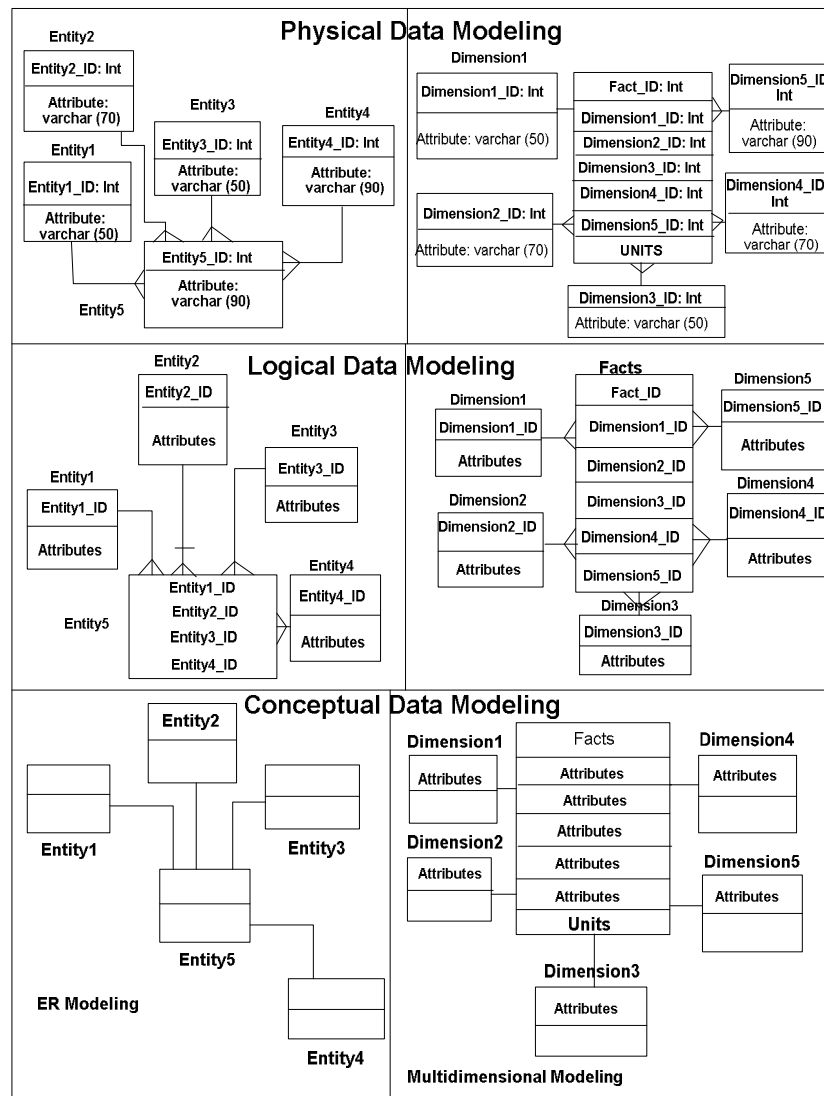 Physical Data Modeling
Entity2
Entity2_ID: Int
Attribute:
varchar (70)
Entity3
Entity3_ID: Int
Attribute:
varchar (50)
Entity4
Entity4_ID: Int
Attribute:
varchar (90)
Entity1
Entity1_ID: Int
Attribute:
varchar (50)
Entity5_ID: Int
Attribute:
varchar (90)
Entity5
Dimension1
Dimension1_ID: Int
Attribute: varchar (50)
Fact_ID: Int
Dimension1_ID: Int
Dimension2_ID: Int
Dimension3_ID: Int
Dimension4_ID: Int
Dimension5_ID: Int
UNITS
Dimension5_ID:
Int
Attribute: varchar
(90)
Dimension2_ID: Int
Attribute: varchar (70)
Dimension4_ID:
Int
Attribute: varchar
(70)
Dimension3_ID: Int
Attribute: varchar (50)
Logical Data Modeling
Entity2
Entity2_ID
Attributes
Entity3
Entity3_ID
Attributes
Entity1
Entity1_ID
Attributes
Entity4
Entity4_ID
Attributes
Entity5
Entity1_ID
Entity2_ID
Entity3_ID
Entity4_ID
Facts
Fact_ID
Dimension1_ID
Dimension2_ID
Dimension3_ID
Dimension4_ID
Dimension5_ID
Dimension1
Dimension1_ID
Attributes
Dimension5
Dimension5_ID
Attributes
Dimension2
Dimension2_ID
Attributes
Dimension4
Dimension4_ID
Attributes
Dimension3
Dimension3_ID
Attributes
Conceptual Data Modeling
Entity2
Entity1
Entity3
Entity5
Entity4
ER Modeling
Dimension1
Attributes
Facts
Attributes
Attributes
Attributes
Attributes
Attributes
Units
Dimension4
Attributes
Dimension2
Attributes
Dimension5
Attributes
Dimension3
Attributes
Multidimensional Modeling